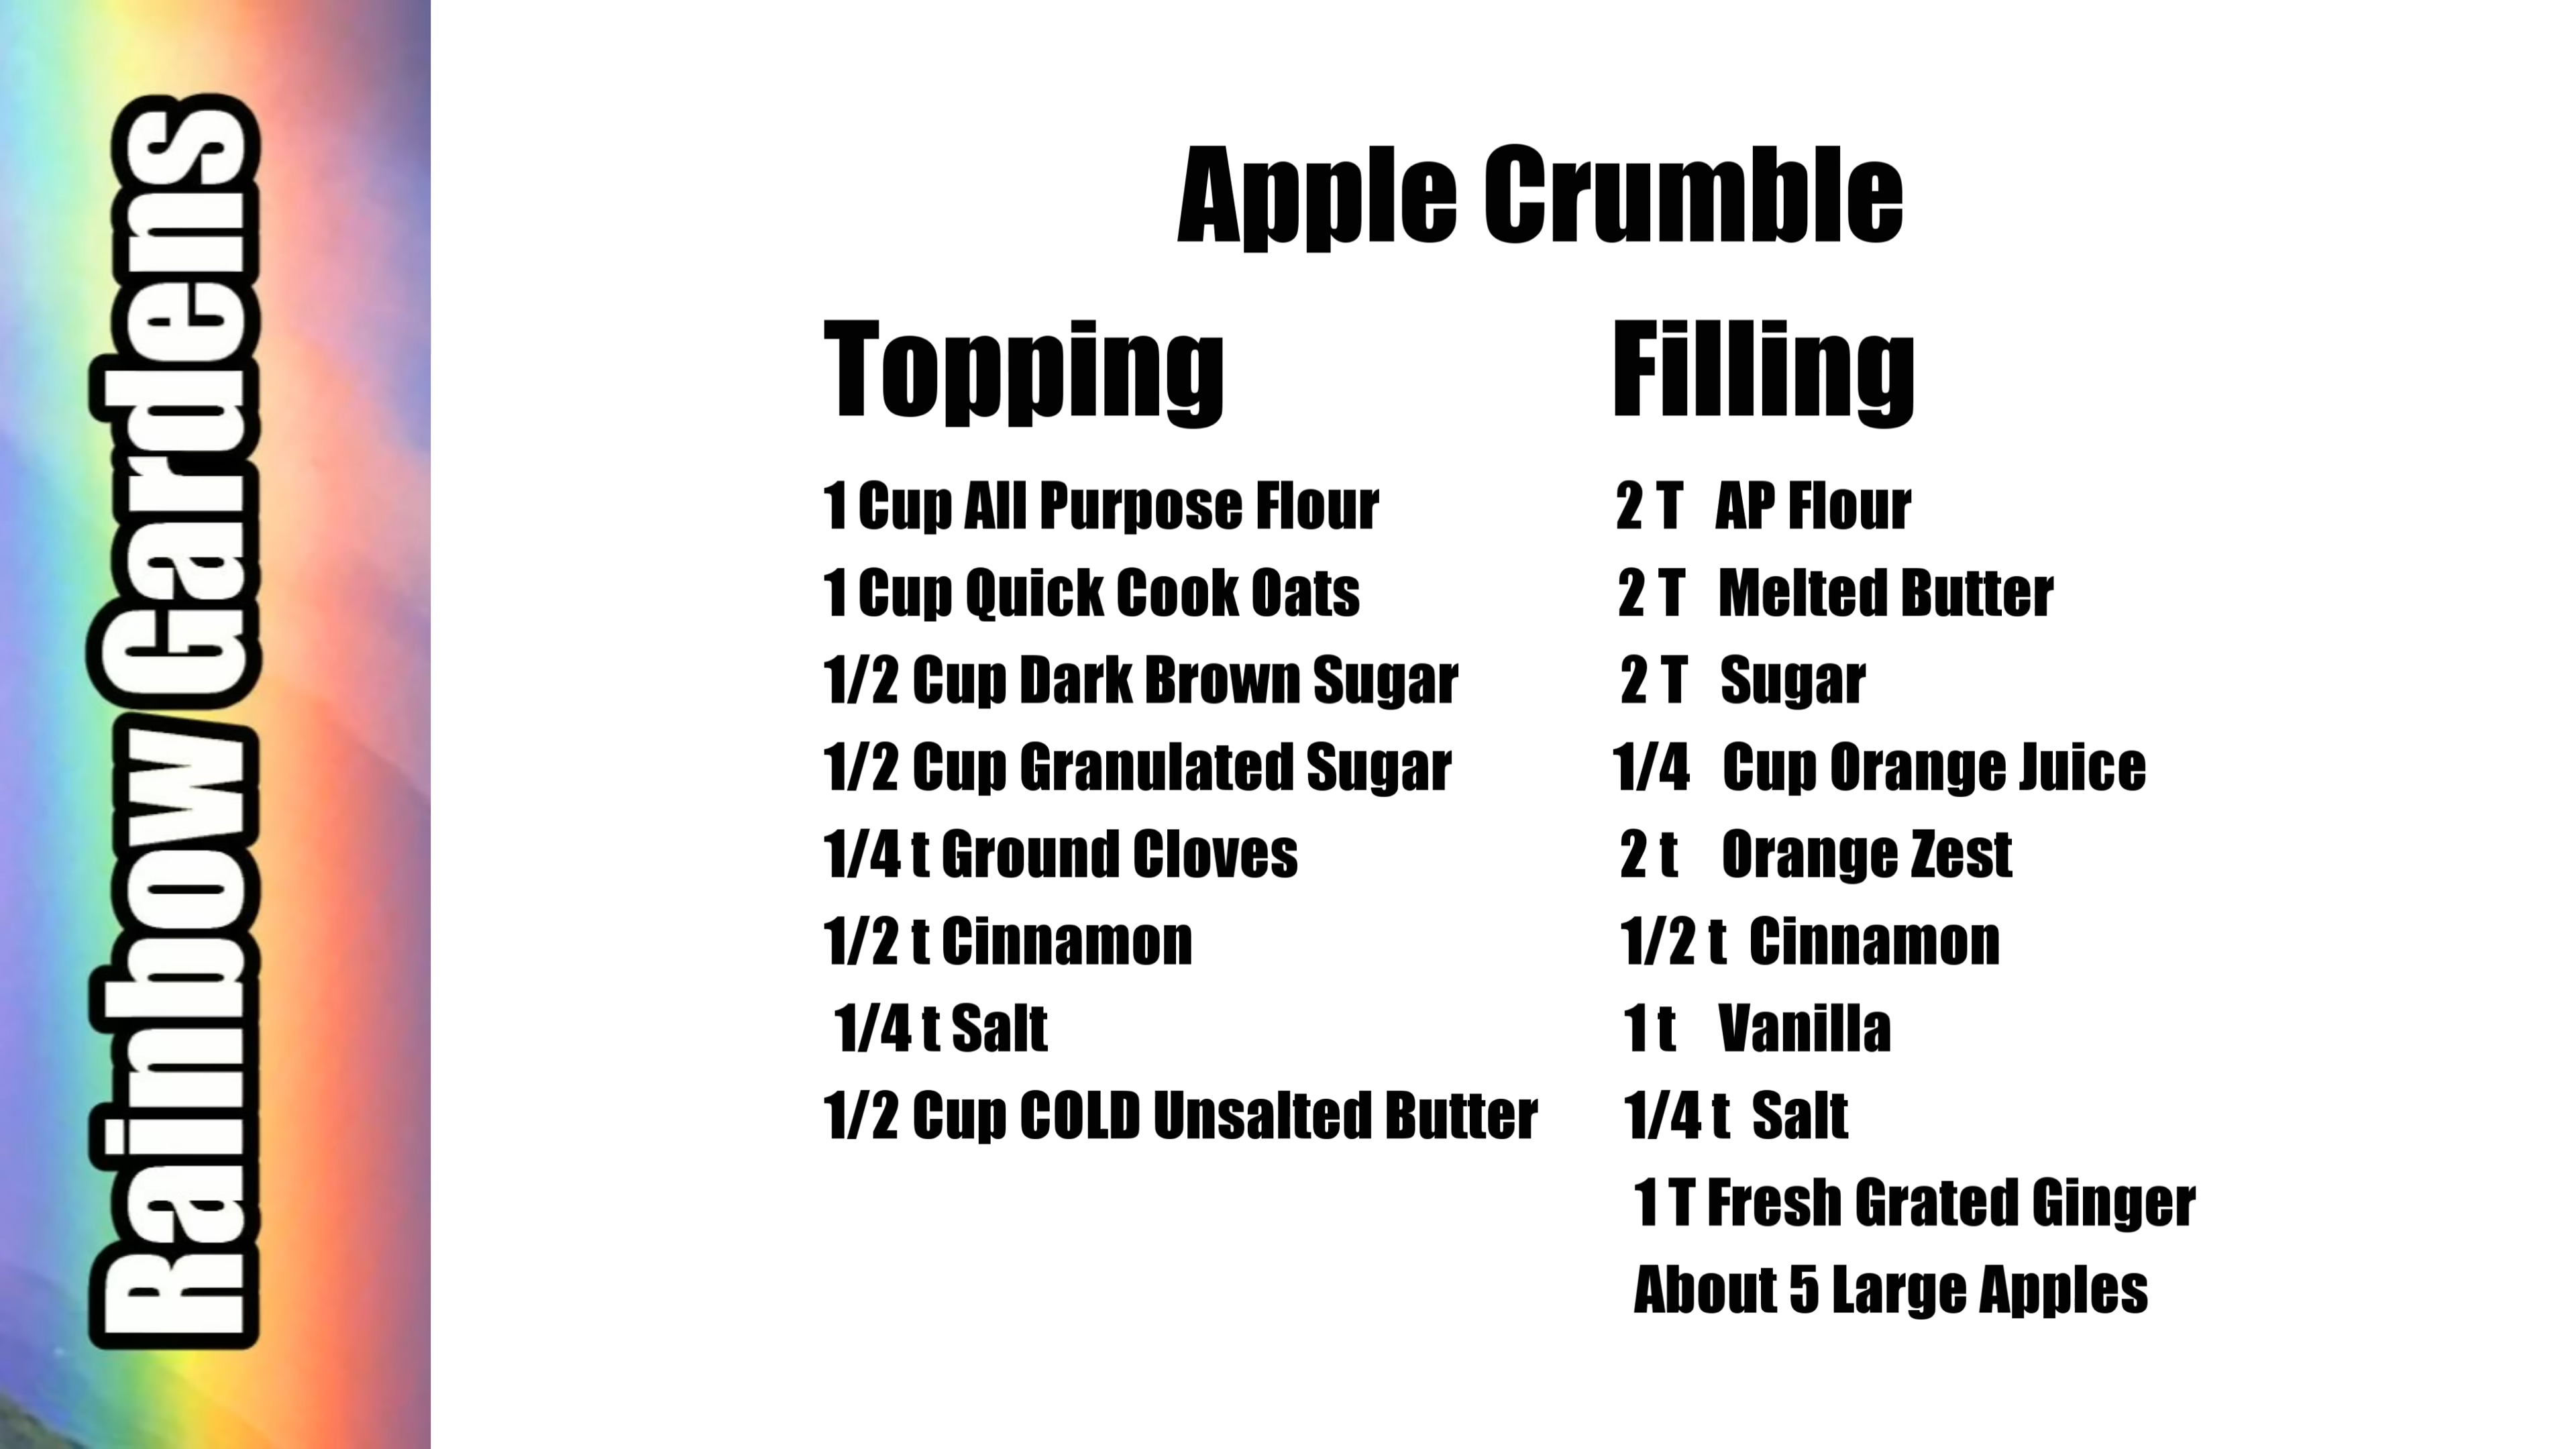 Rainbow Gardens
Apple Crumble
Topping
1 Cup All Purpose Flour
1 Cup Quick Cook Oats
1/2 Cup Dark Brown Sugar
1/2 Cup Granulated Sugar
1/4 t Ground Cloves
1/2 t Cinnamon
1/4 t Salt
1/2 Cup COLD Unsalted Butter
Filling
2 T AP Flour
2 T Melted Butter
2 T Sugar
1/4 Cup Orange Juice
2 t Orange Zest
1/2 t Cinnamon
1 t Vanilla
1/4 t Salt
1 T Fresh Grated Ginger
About 5 Large Apples